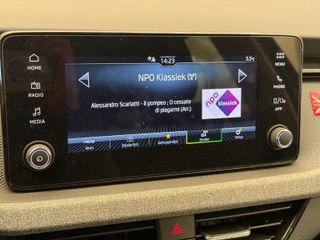 14:23
5.5°
HOME
MENU
NPO Klassiek
RADIO
PHONE
Alessandro Scarlatti - Il pompeo ; O cessate
di piagarmi (Arr.)
npo
klassiek
MEDIA
APP